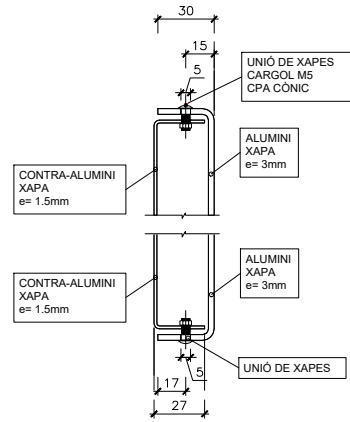 30
15
5
UNIÓ DE XAPES
CARGOL M5
CPA CÒNIC
ALUMINI
XAPA
e= 3mm
CONTRA-ALUMINI
XAPA
e= 1.5mm
ALUMINI
XAPA
e= 3mm
CONTRA-ALUMINI
XAPA
e= 1.5mm
UNIÓ DE XAPES
5
17
27